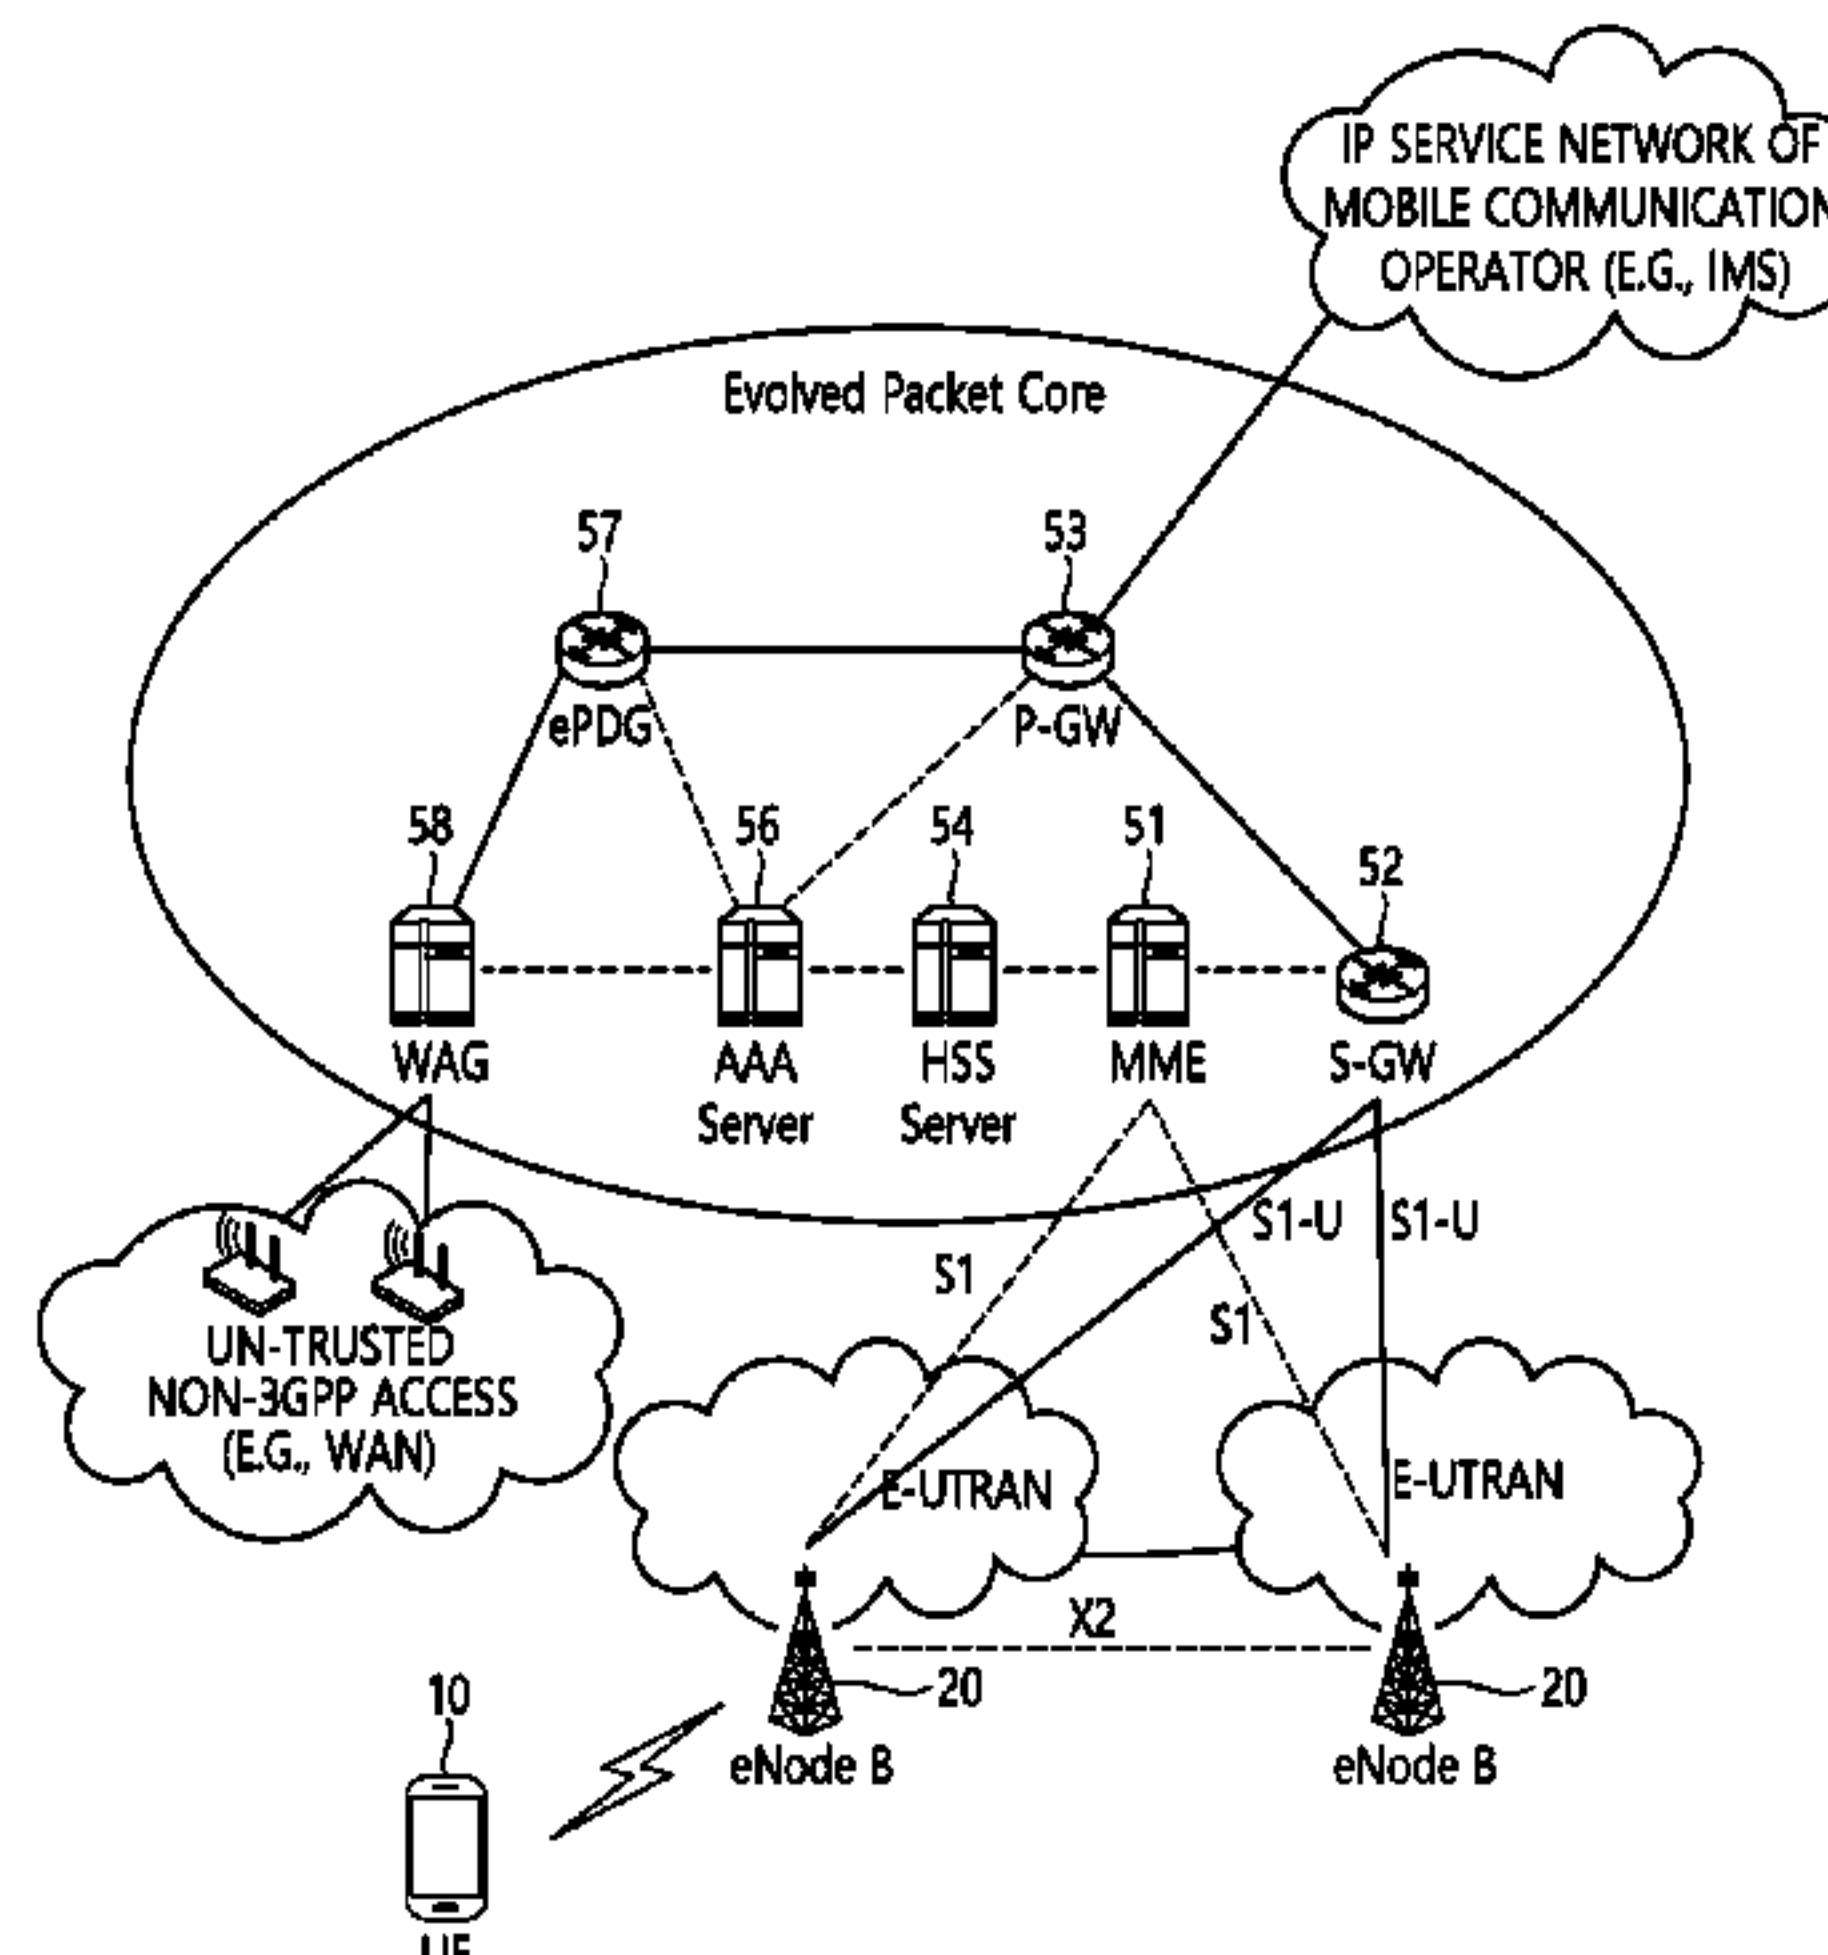 IP SERVICE NETWORK OF
MOBILE COMMUNICATION
OPERATOR (E.G., IMS)
Evolved Packet Core
57
53
ePDG
P-GW
58
56
54
51
52
WAG
AAA
Server
HSS
Server
MME
S-GW
S1-U
S1-U
S1
S1
UN-TRUSTED
NON-3GPP ACCESS
(E.G., WAN)
E-UTRAN
E-UTRAN
X2
20
20
10
eNode B
eNode B
UE